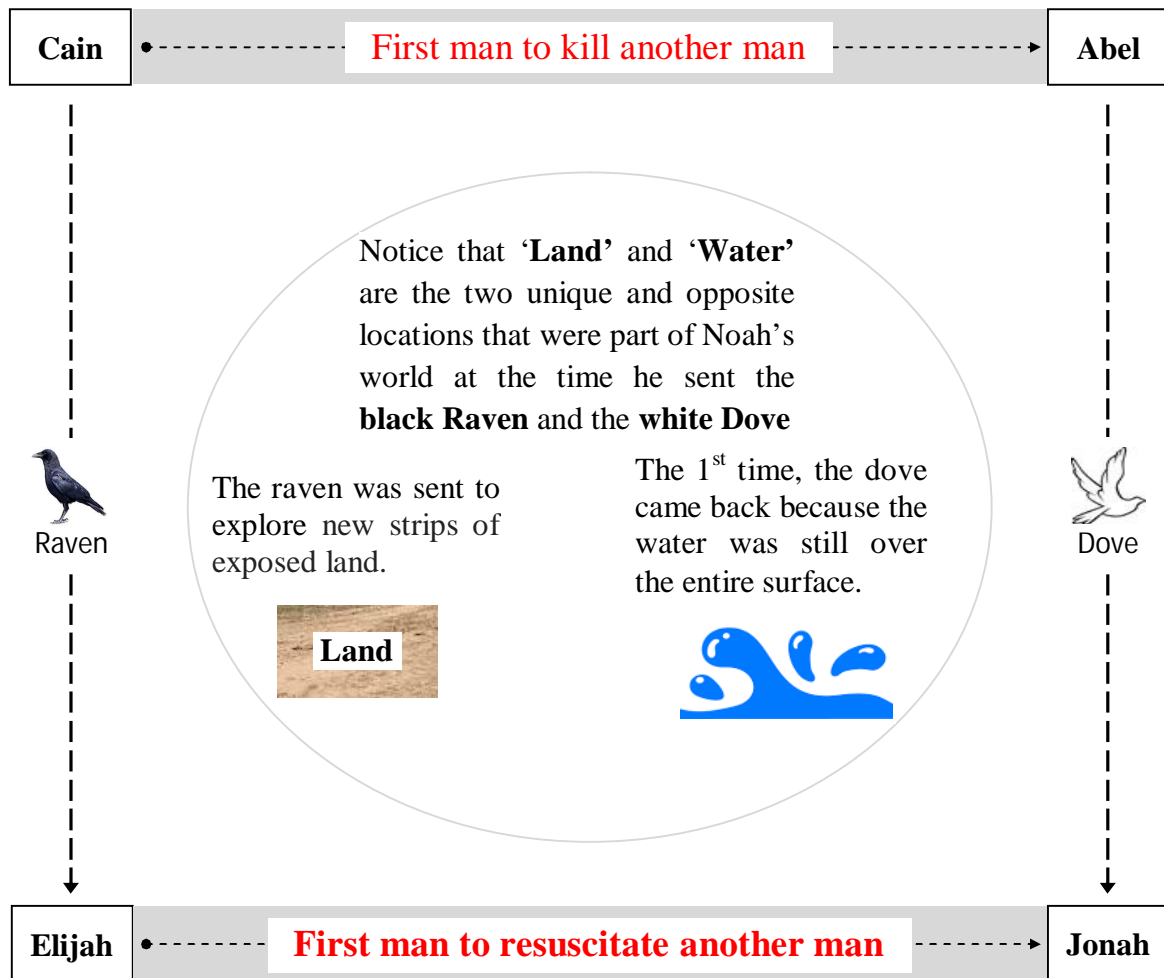 Cain
First man to kill another man
Abel
Notice that ‘Land’ and ‘Water’
are the two unique and opposite
locations that were part of Noah’s
world at the time he sent the
black Raven and the white Dove
The raven was sent to
explore new strips of
exposed land.
Land
The 1st time, the dove
came back because the
water was still over
the entire surface.
Raven
Dove
Elijah
First man to resuscitate another man
Jonah